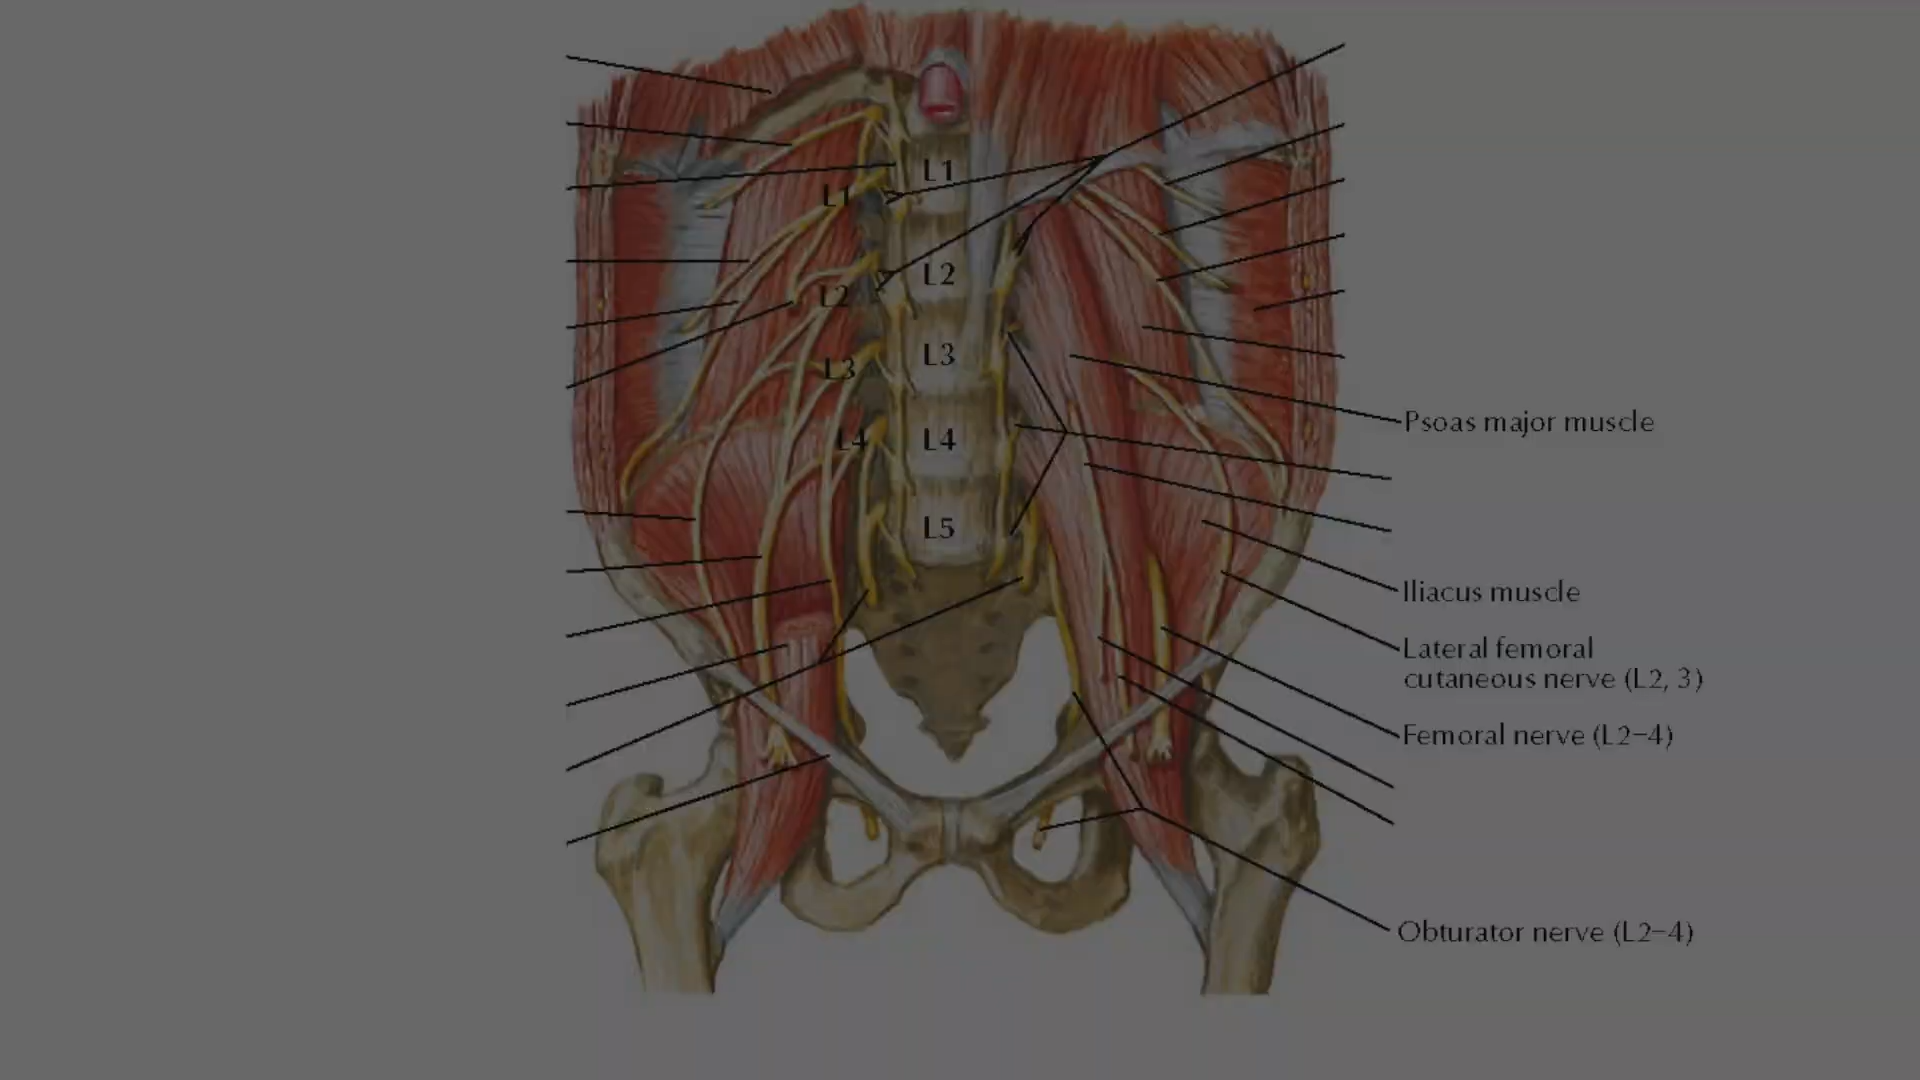 L1
L1
L2
L2
L3
L3
Psoas major muscle
L4
L4
L5
Iliacus muscle
Lateral femoral
cutaneous nerve (L2, 3)
Femoral nerve (L2–4)
Obturator nerve (L2–4)